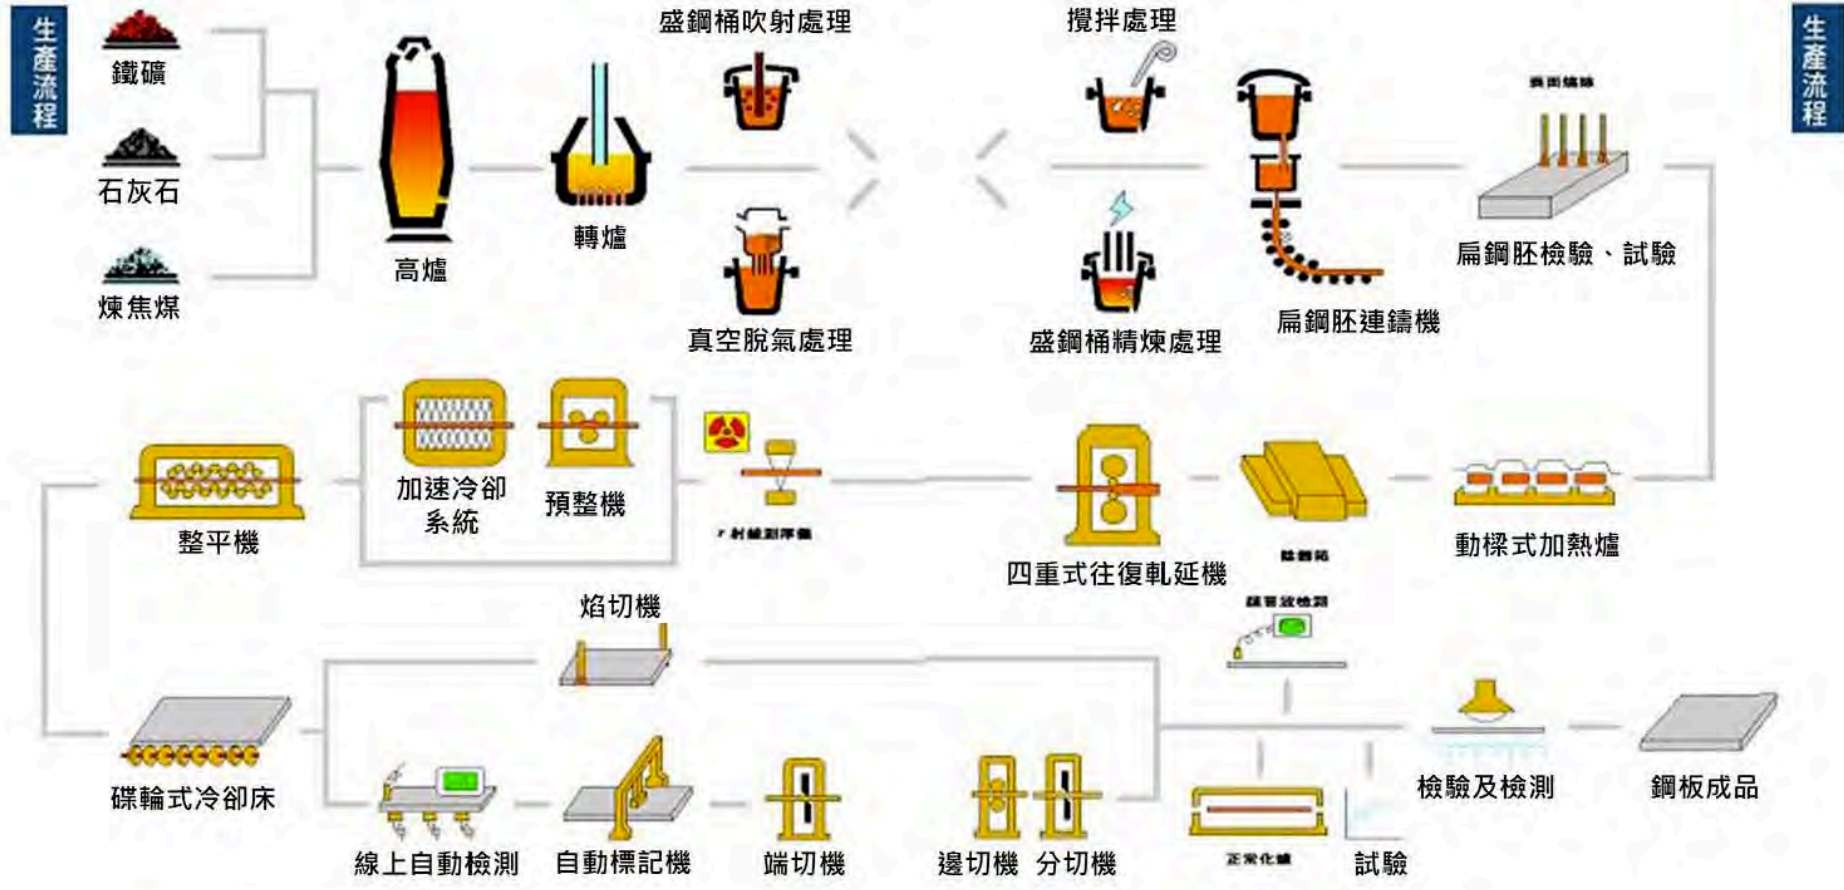 生產流程
盛鋼桶吹射處理
攪拌處理
生產流程
鐵礦
石灰石
煉焦煤
高爐
轉爐
真空脫氣處理
盛鋼桶精煉處理
扁鋼胚連鑄機
扁鋼胚檢驗、試驗
整平機
加速冷卻
系統
預整機
四重式往復軋延機
動樑式加熱爐
焰切機
碟輪式冷卻床
線上自動檢測
自動標記機
端切機
邊切機
分切機
正常化爐
試驗
檢驗及檢測
鋼板成品